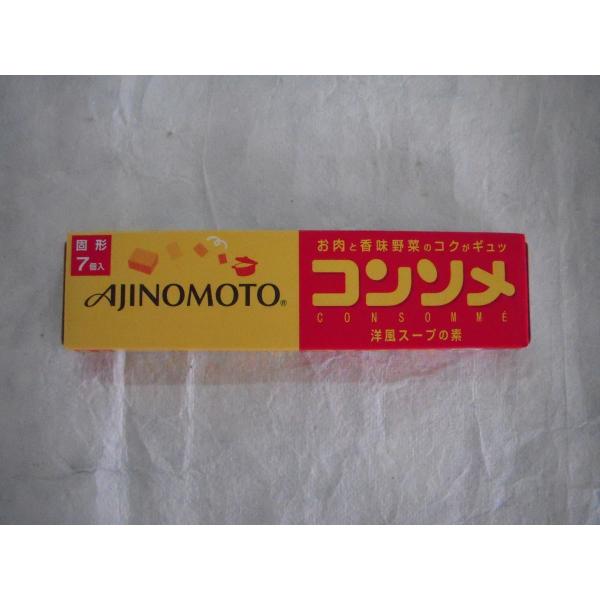 固形
7個入
AJINOMOTO®
お肉と香味野菜のコクがギュッ
コンソメ
CONSOMMÉ
洋風スープの素